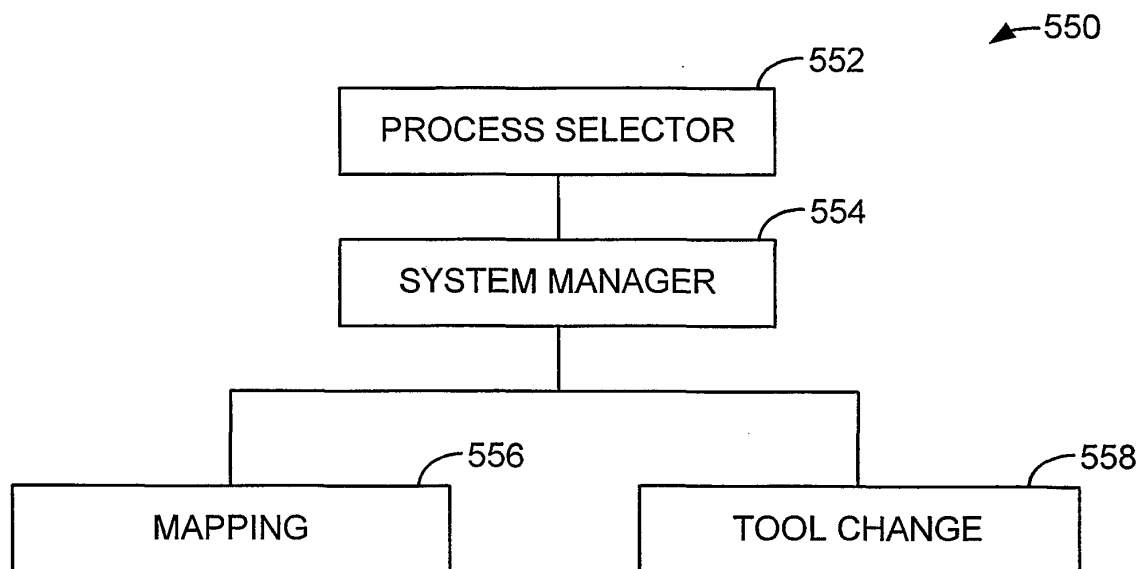 550
552
PROCESS SELECTOR
554
SYSTEM MANAGER
556
MAPPING
558
TOOL CHANGE